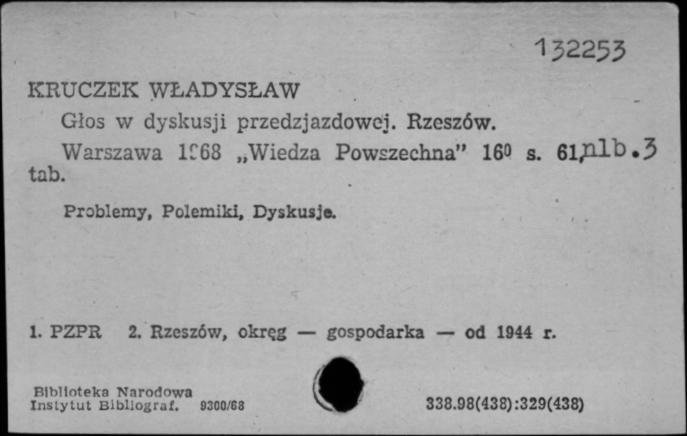 132253
KRUCZEK WŁADYSŁAW
Głos w dyskusji przedzjazdowej. Rzeszów.
Warszawa 1968 „Wiedza Powszechna” 16⁰ s. 61, nlb. 3
tab.
Problemy, Polemiki, Dyskusje.
1. PZPR 2. Rzeszów, okręg — gospodarka — od 1944 r.
Biblioteka Narodowa
Instytut Bibliograf. 9300/68
338.98(438):329(438)